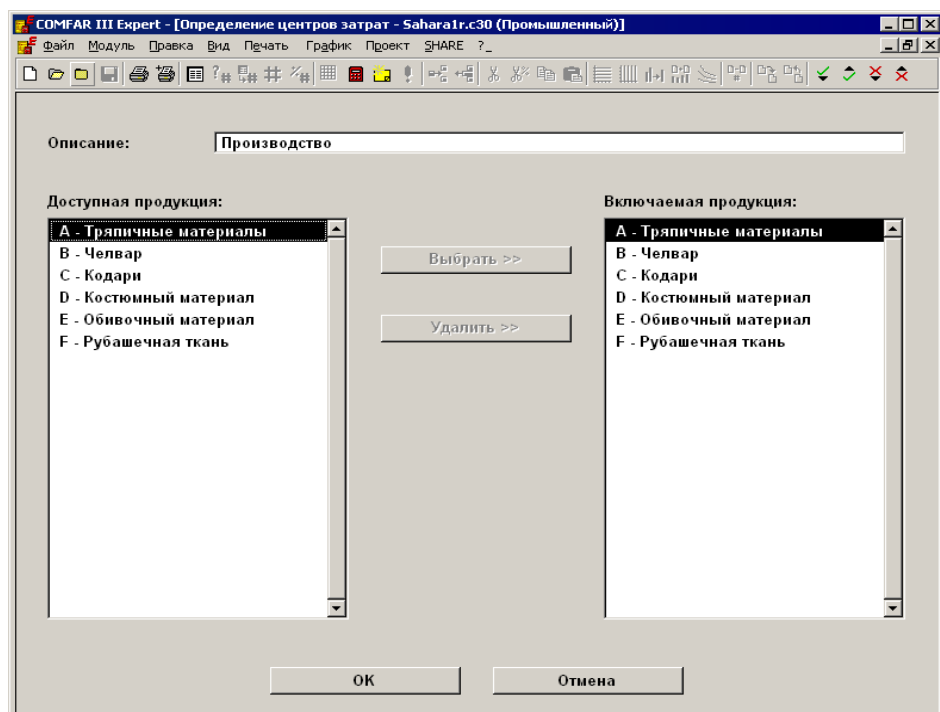 COMFAR III Expert - [Определение центров затрат - Sahara1r.c30 (Промышленный)]
Файл Модуль Правка Вид Печать График Проект SHARE ?_
Описание: Производство
Доступная продукция:
A - Тряпичные материалы
B - Челвар
C - Кодари
D - Костюмный материал
E - Обивочный материал
F - Рубашечная ткань
Выбрать >>
Удалить >>
Включаемая продукция:
A - Тряпичные материалы
B - Челвар
C - Кодари
D - Костюмный материал
E - Обивочный материал
F - Рубашечная ткань
OK Отмена